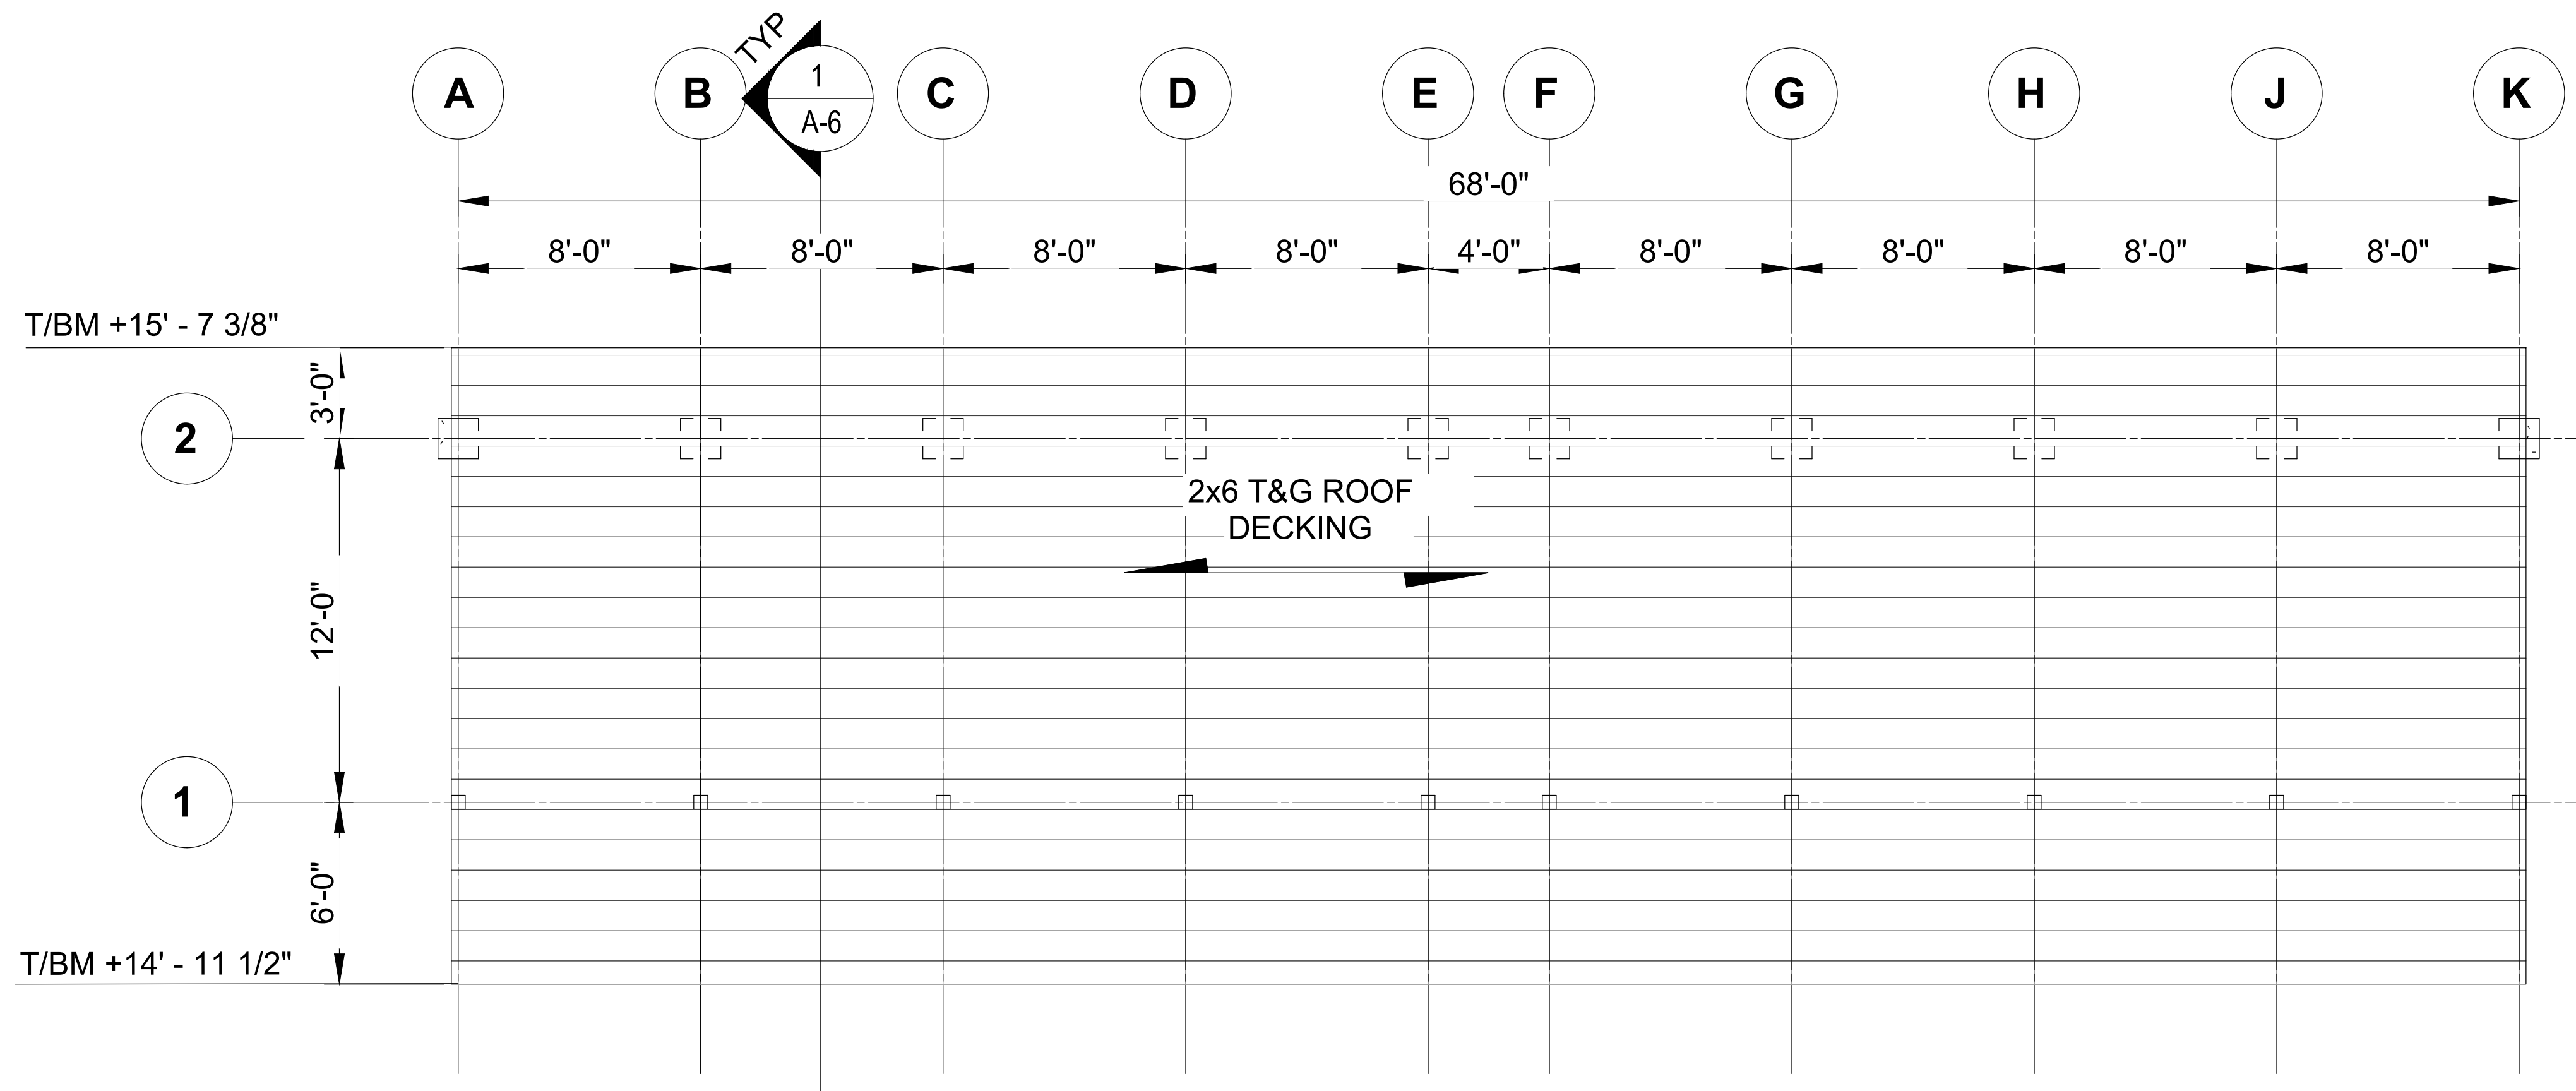 TYP
A B 1 C D E F G H J K
A-6
68'-0"
8'-0" 8'-0" 8'-0" 8'-0" 4'-0" 8'-0" 8'-0" 8'-0" 8'-0"
T/BM +15' - 7 3/8"
3'-0"
2
2x6 T&G ROOF
DECKING
12'-0"
1
6'-0"
T/BM +14' - 11 1/2"